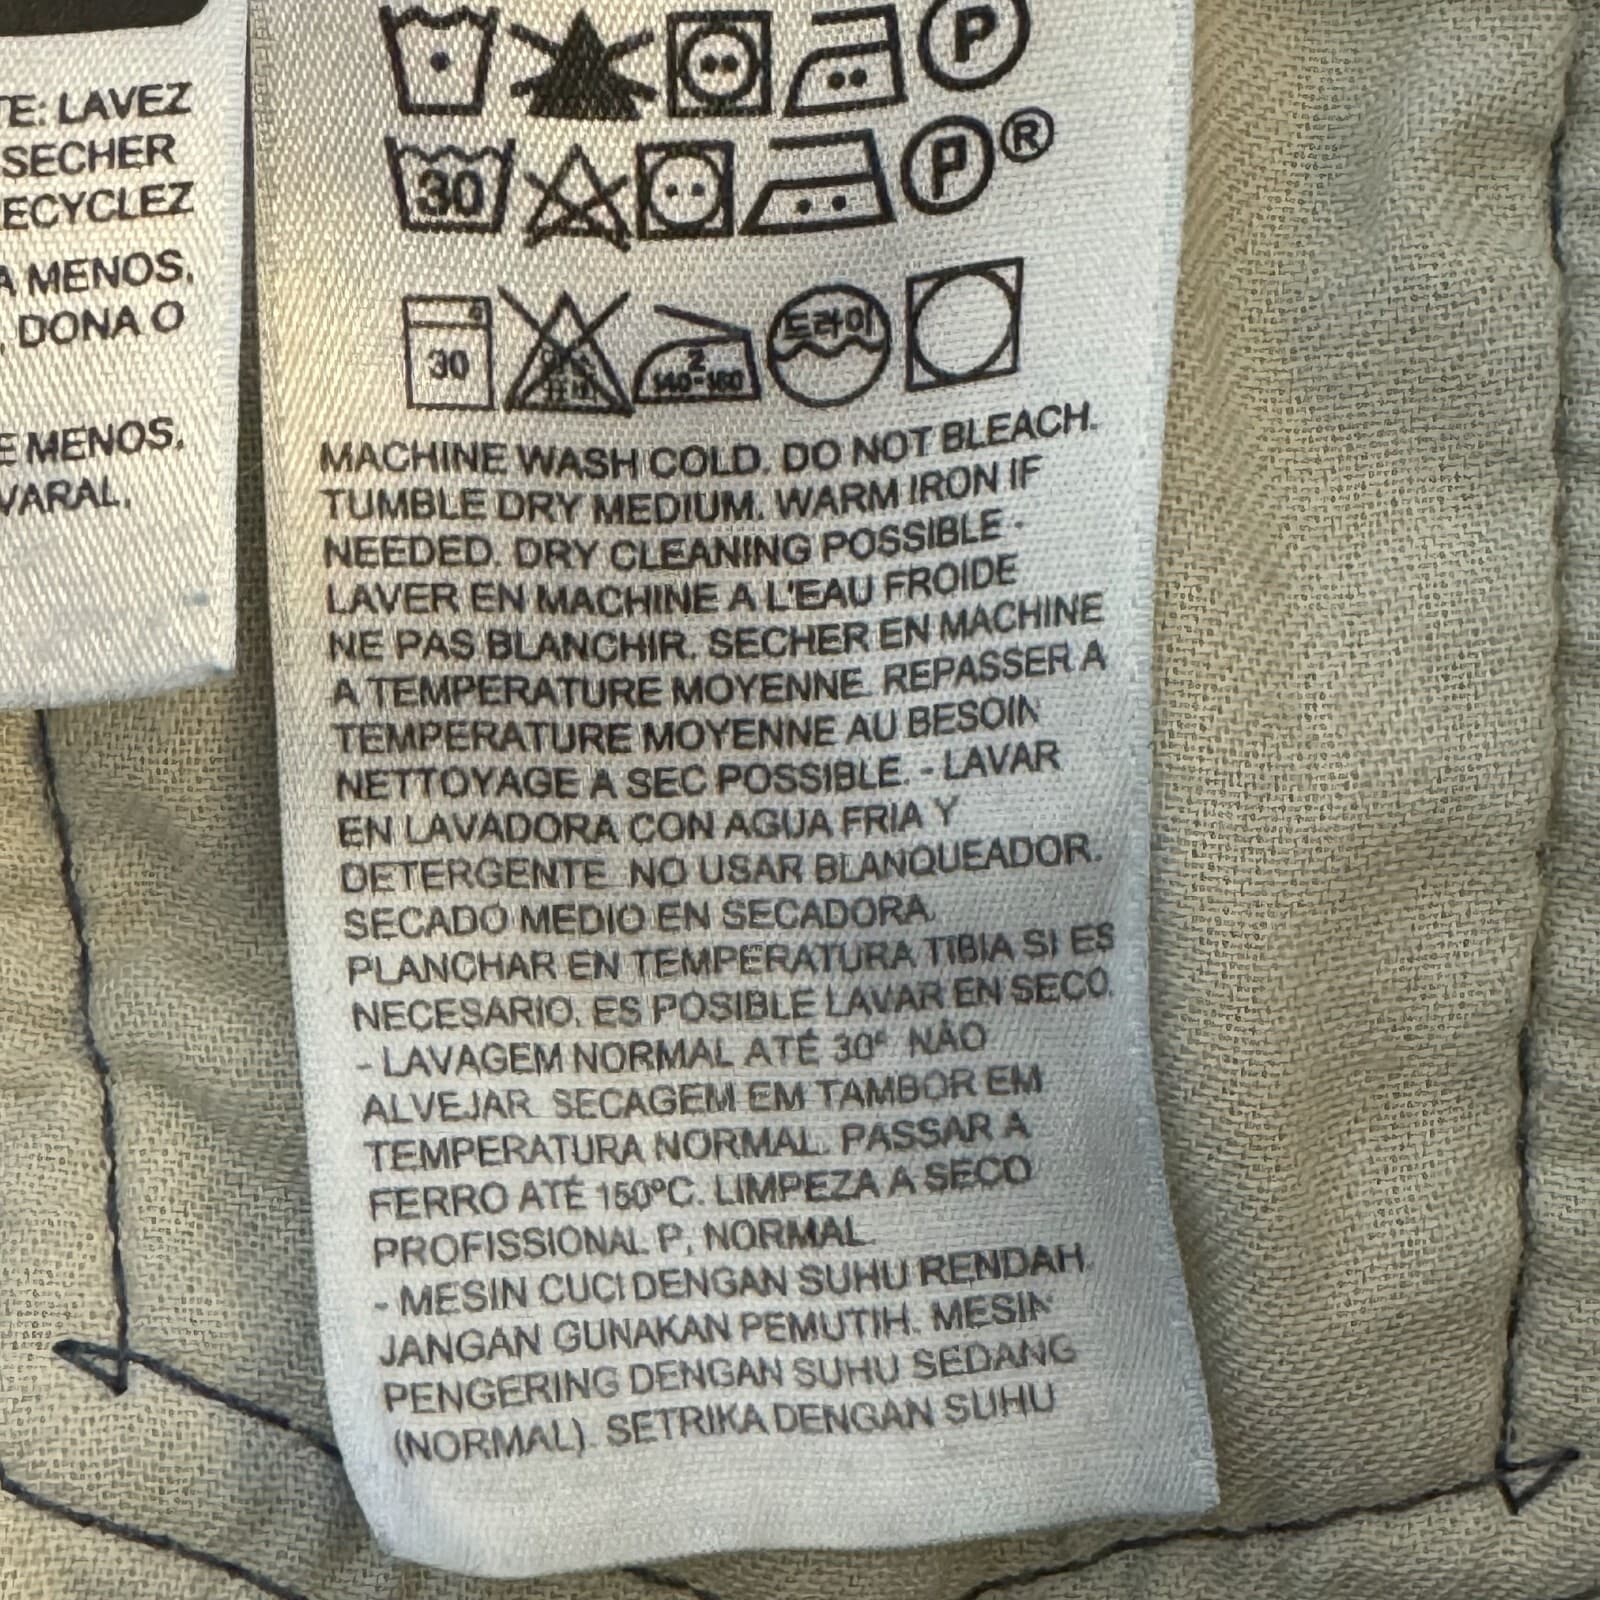 TE: LAVEZ
SECHER
ECYCLEZ
A MENOS,
, DONA O
E MENOS,
VARAL,
P
30 P ®
30 2 140-160 드라이
MACHINE WASH COLD. DO NOT BLEACH.
TUMBLE DRY MEDIUM. WARM IRON IF
NEEDED. DRY CLEANING POSSIBLE -
LAVER EN MACHINE A L'EAU FROIDE
NE PAS BLANCHIR. SECHER EN MACHINE
A TEMPERATURE MOYENNE. REPASSER A
TEMPERATURE MOYENNE AU BESOIN
NETTOYAGE A SEC POSSIBLE. - LAVAR
EN LAVADORA CON AGUA FRIA Y
DETERGENTE. NO USAR BLANQUEADOR.
SECADO MEDIO EN SECADORA.
PLANCHAR EN TEMPERATURA TIBIA SI ES
NECESARIO. ES POSIBLE LAVAR EN SECO.
- LAVAGEM NORMAL ATÉ 30º NÃO
ALVEJAR. SECAGEM EM TAMBOR EM
TEMPERATURA NORMAL. PASSAR A
FERRO ATÉ 150ºC. LIMPEZA A SECO
PROFISSIONAL P, NORMAL.
- MESIN CUCI DENGAN SUHU RENDAH.
JANGAN GUNAKAN PEMUTIH. MESIN
PENGERING DENGAN SUHU SEDANG
(NORMAL). SETRIKA DENGAN SUHU